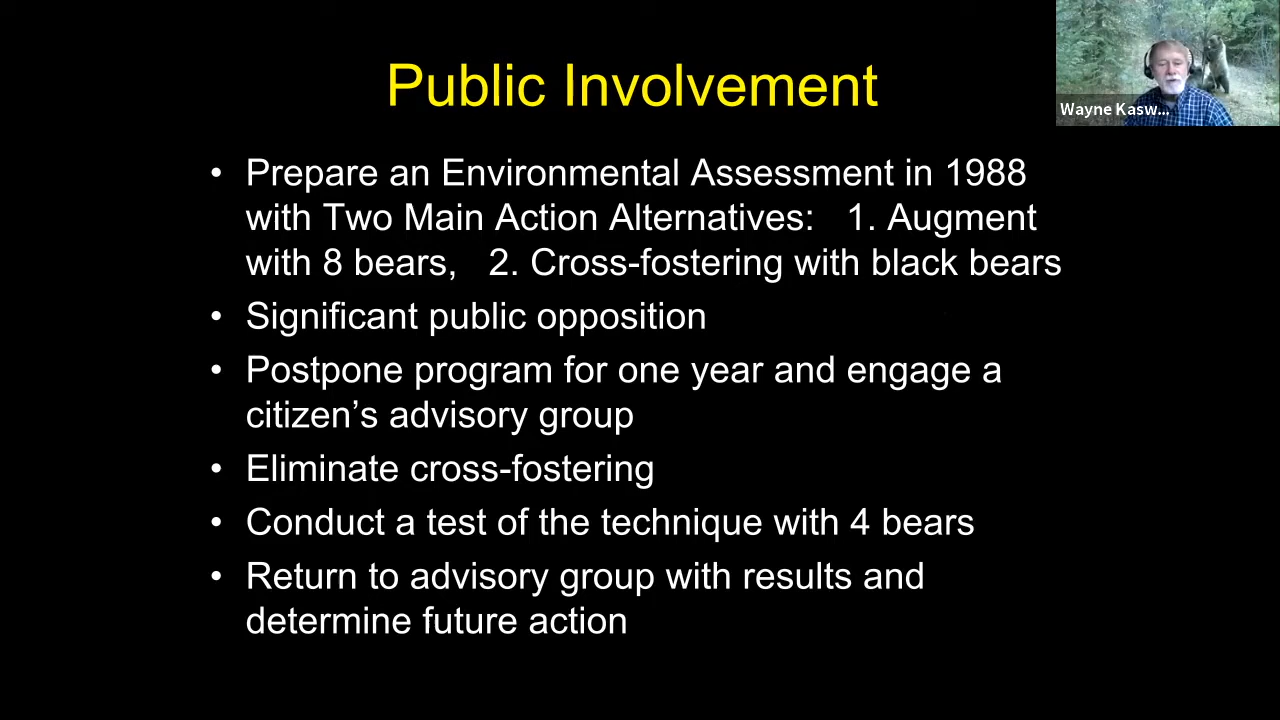 Public Involvement
Wayne Kasw...
• Prepare an Environmental Assessment in 1988
with Two Main Action Alternatives: 1. Augment
with 8 bears, 2. Cross-fostering with black bears
• Significant public opposition
• Postpone program for one year and engage a
citizen’s advisory group
• Eliminate cross-fostering
• Conduct a test of the technique with 4 bears
• Return to advisory group with results and
determine future action